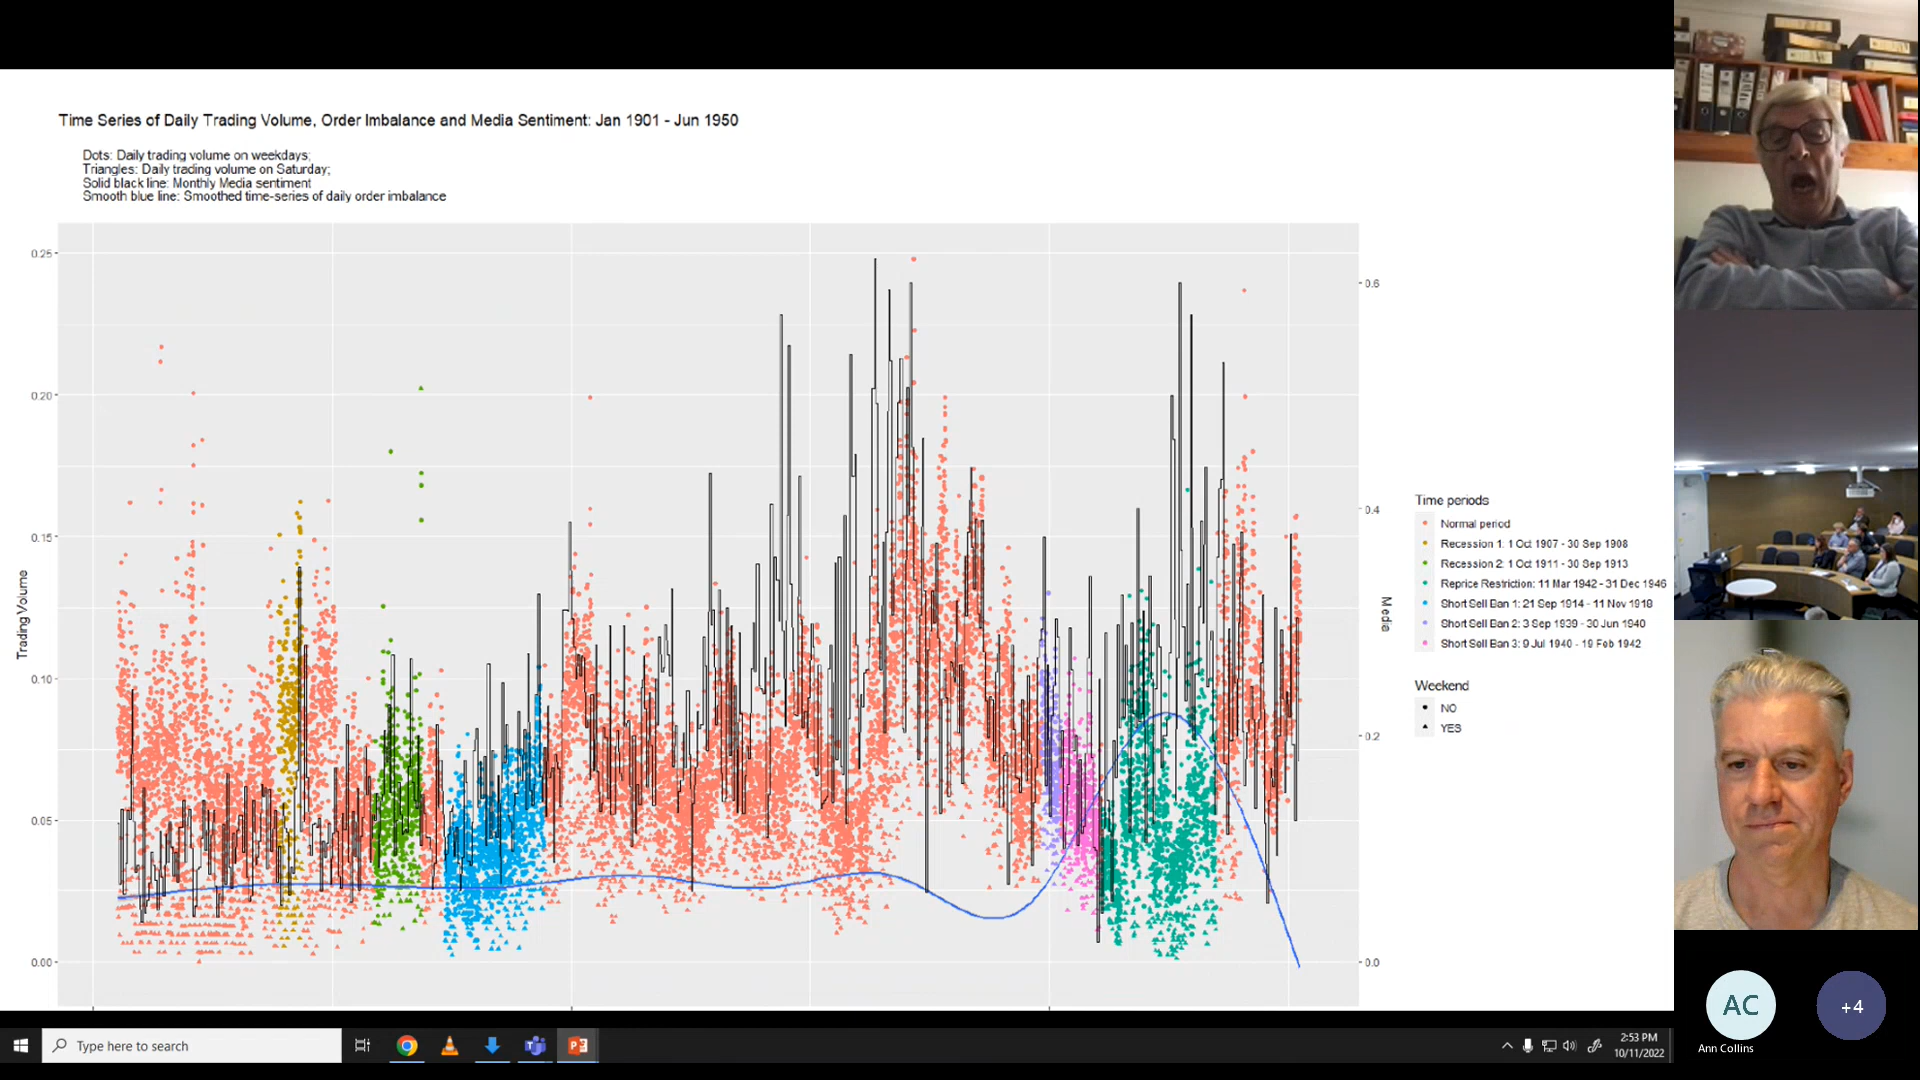 Time Series of Daily Trading Volume, Order Imbalance and Media Sentiment: Jan 1901 - Jun 1950
Dots: Daily trading volume on weekdays;
Triangles: Daily trading volume on Saturday;
Solid black line: Monthly Media sentiment
Smooth blue line: Smoothed time-series of daily order imbalance
0.25
0.20
0.15
0.10
0.05
0.00
Trading Volume
0.6
0.4
0.2
0.0
Media
Time periods
Normal period
Recession 1: 1 Oct 1907 - 30 Sep 1908
Recession 2: 1 Oct 1911 - 30 Sep 1913
Reprice Restriction: 11 Mar 1942 - 31 Dec 1946
Short Sell Ban 1: 21 Sep 1914 - 11 Nov 1918
Short Sell Ban 2: 3 Sep 1939 - 30 Jun 1940
Short Sell Ban 3: 9 Jul 1940 - 19 Feb 1942
Weekend
NO
YES
AC
+4
Ann Collins
Type here to search
2:53 PM
10/11/2022